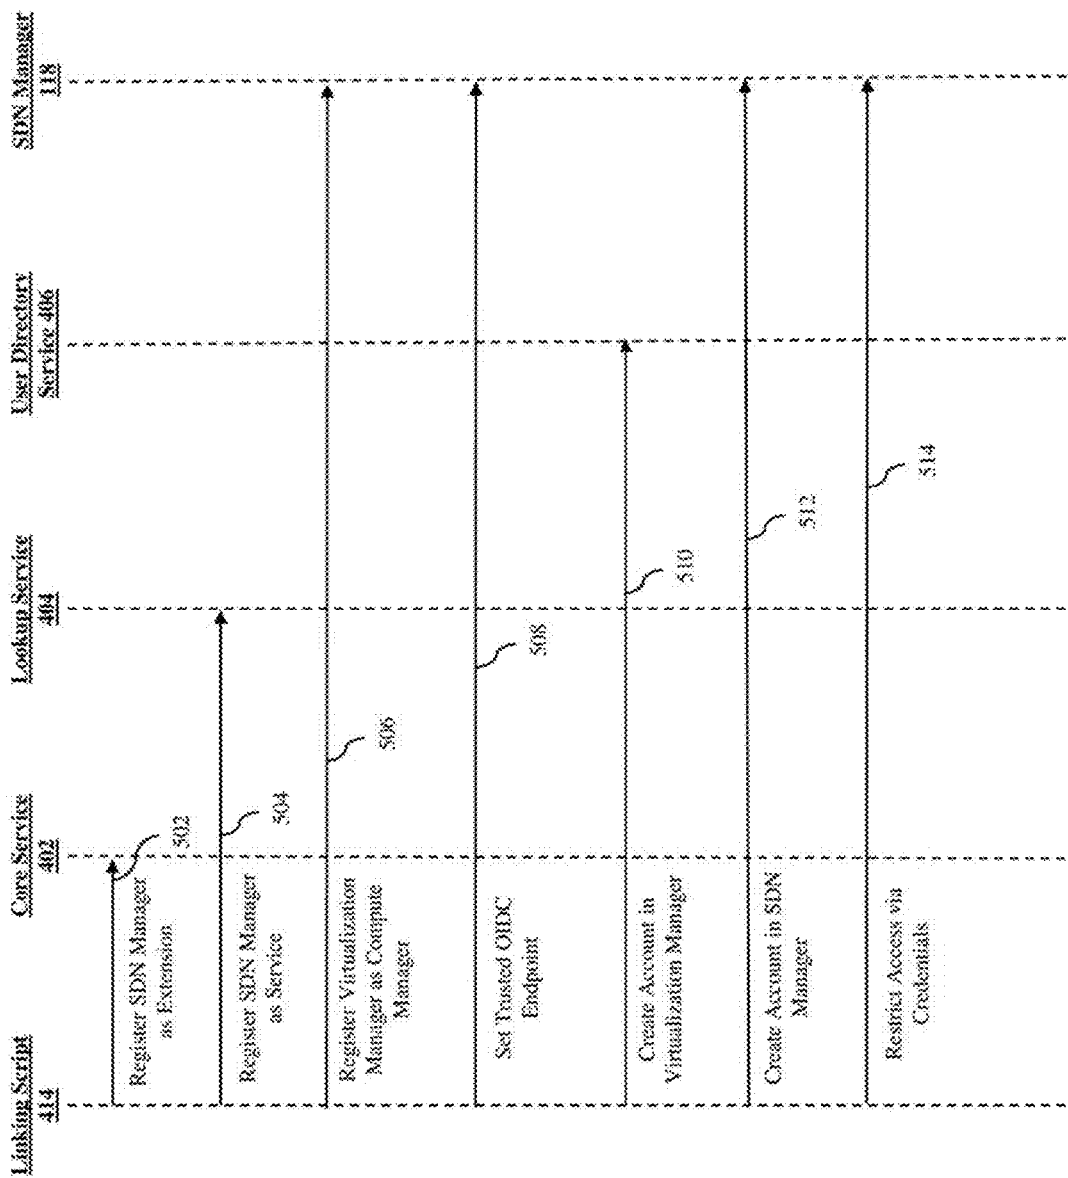 Linking Script
414
Core Service
402
Lookup Service
404
User Directory
Service 406
SDN Manager
118
502
Register SDN Manager
as Extension
504
Register SDN Manager
as Service
506
Register Virtualization
Manager as Compute
Manager
508
Set Trusted OIDC
Endpoint
510
Create Account in
Virtualization Manager
512
Create Account in SDN
Manager
514
Restrict Access via
Credentials